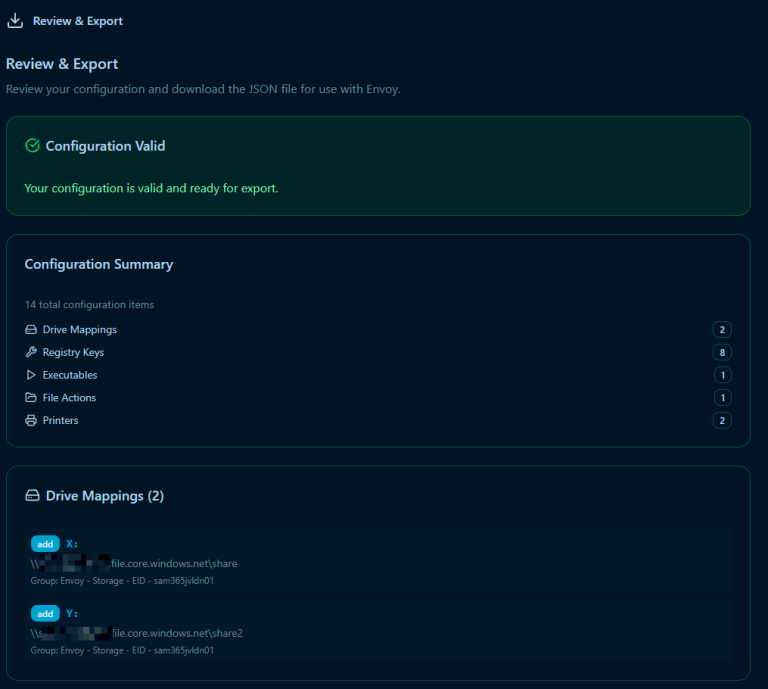 Review & Export
Review & Export
Review your configuration and download the JSON file for use with Envoy.
Configuration Valid
Your configuration is valid and ready for export.
Configuration Summary
14 total configuration items
Drive Mappings 2
Registry Keys 8
Executables 1
File Actions 1
Printers 2
Drive Mappings (2)
add X:
\\ file.core.windows.net\share
Group: Envoy - Storage - EID - sam365jvldn01
add Y:
\\s file.core.windows.net\share2
Group: Envoy - Storage - EID - sam365jvldn01